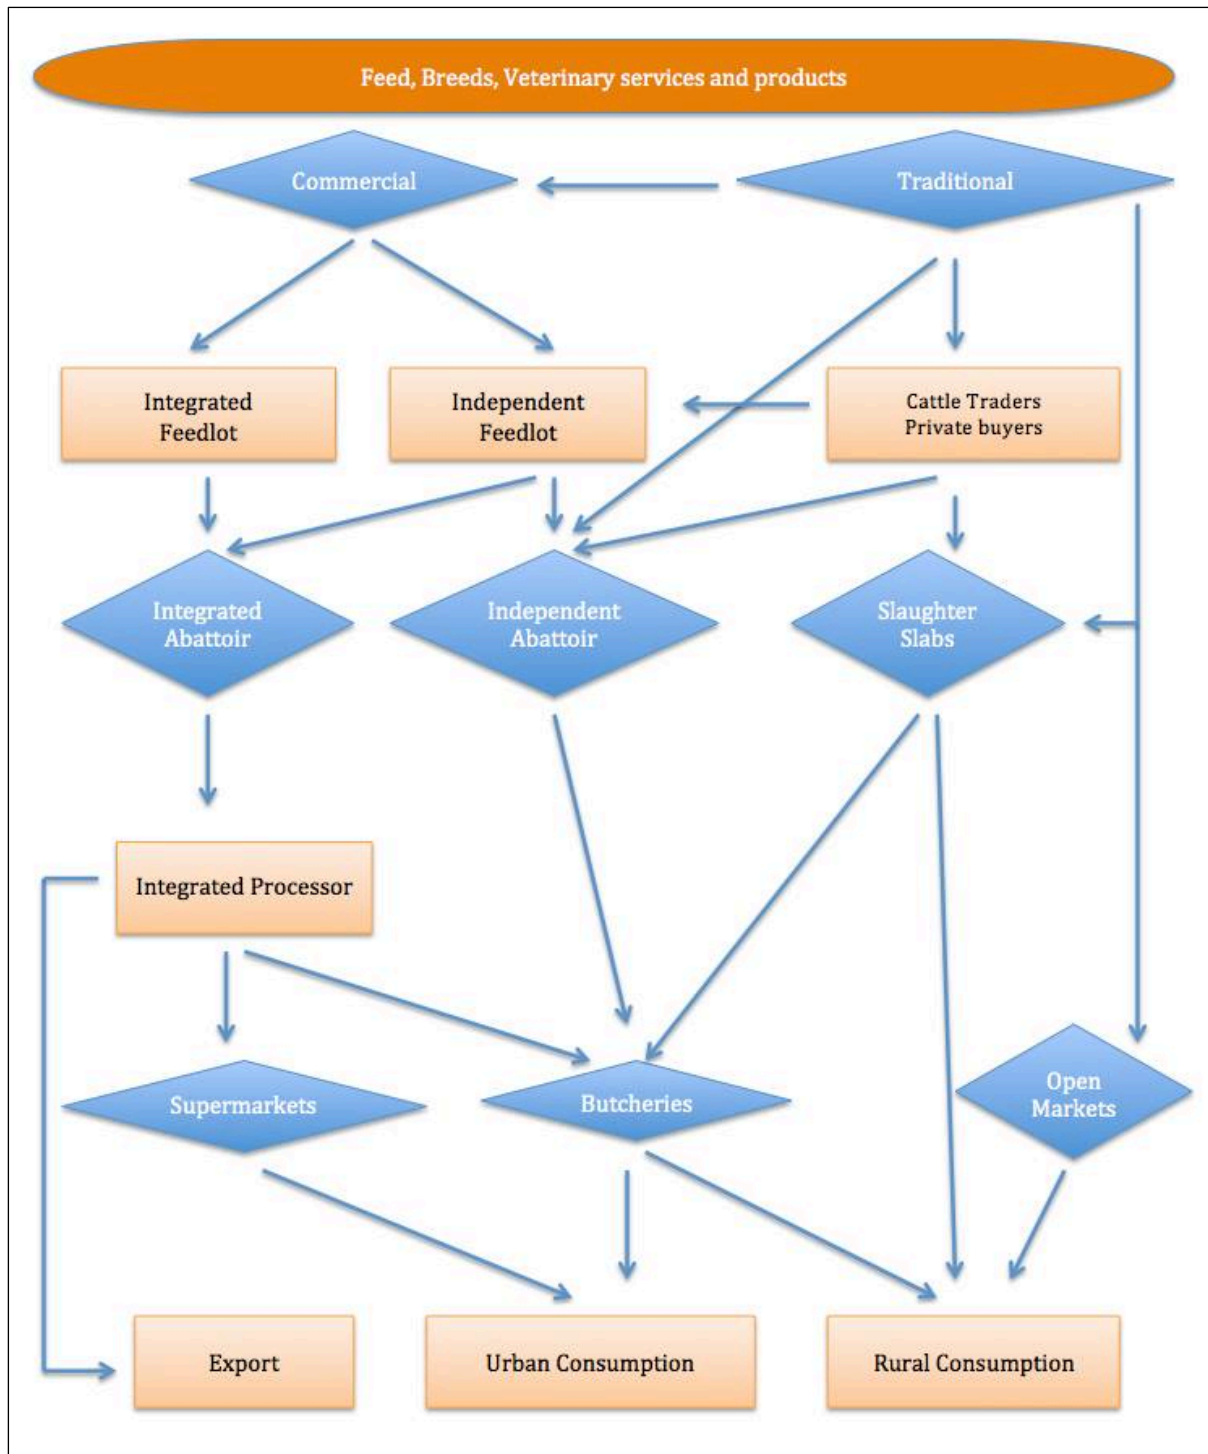 Feed, Breeds, Veterinary services and products
Commercial
Traditional
Integrated
Feedlot
Independent
Feedlot
Cattle Traders
Private buyers
Integrated
Abattoir
Independent
Abattoir
Slaughter
Slabs
Integrated Processor
Supermarkets
Butcheries
Open
Markets
Export
Urban Consumption
Rural Consumption